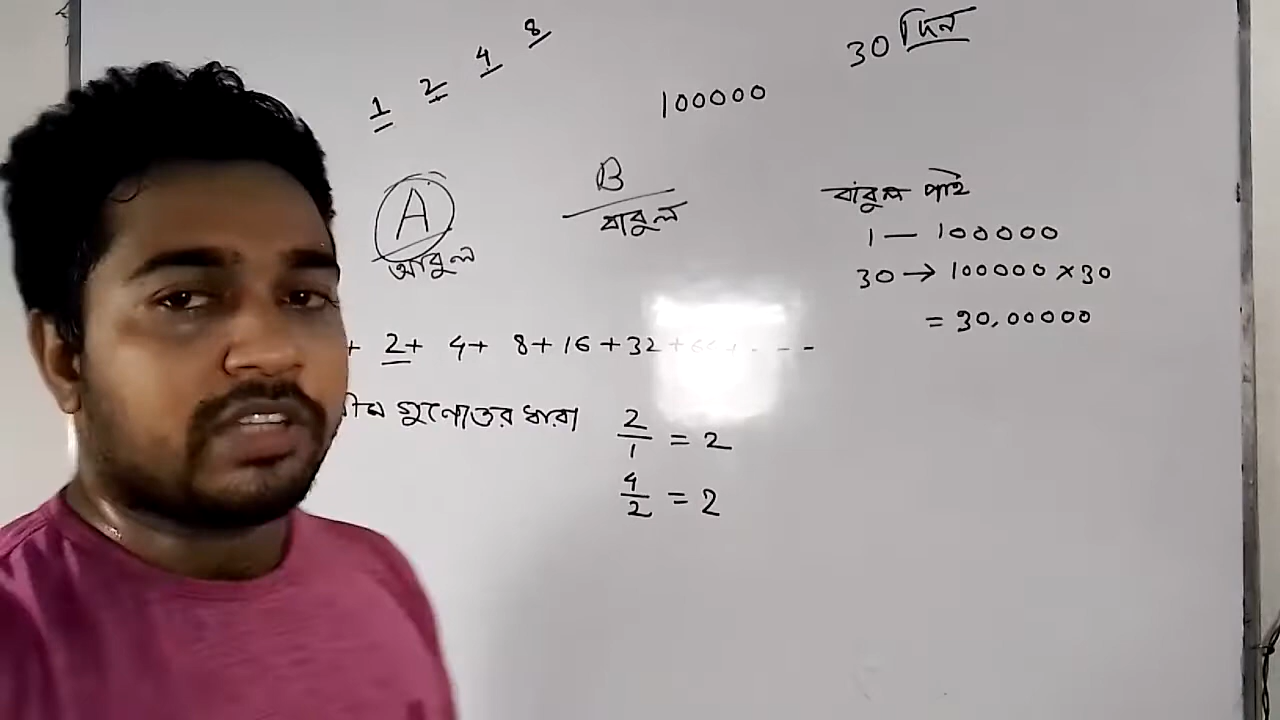 1 2 4 8
30 দিন
100000
A
আবুল
B
বাবুল
বাবুল পাই
1 — 100000
30 → 100000 × 30
= 30,00000
+ 2 + 4 + 8 + 16 + 32 + 64 + - - -
গুনোত্তর ধারা
2/1 = 2
4/2 = 2